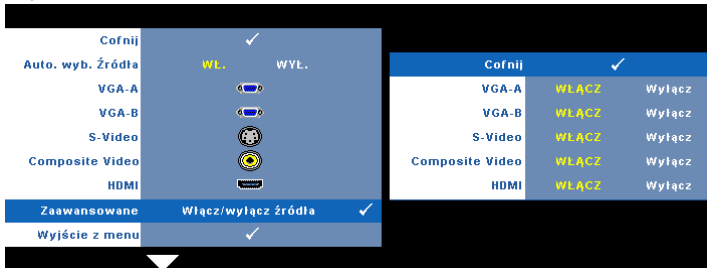 Cofnij
Auto. wyb. Źródła WŁ. WYŁ.
VGA-A
VGA-B
S-Video
Composite Video
HDMI
Zaawansowane Włącz/wyłącz źródła
Wyjście z menu
Cofnij
VGA-A WŁĄCZ Wyłącz
VGA-B WŁĄCZ Wyłącz
S-Video WŁĄCZ Wyłącz
Composite Video WŁĄCZ Wyłącz
HDMI WŁĄCZ Wyłącz